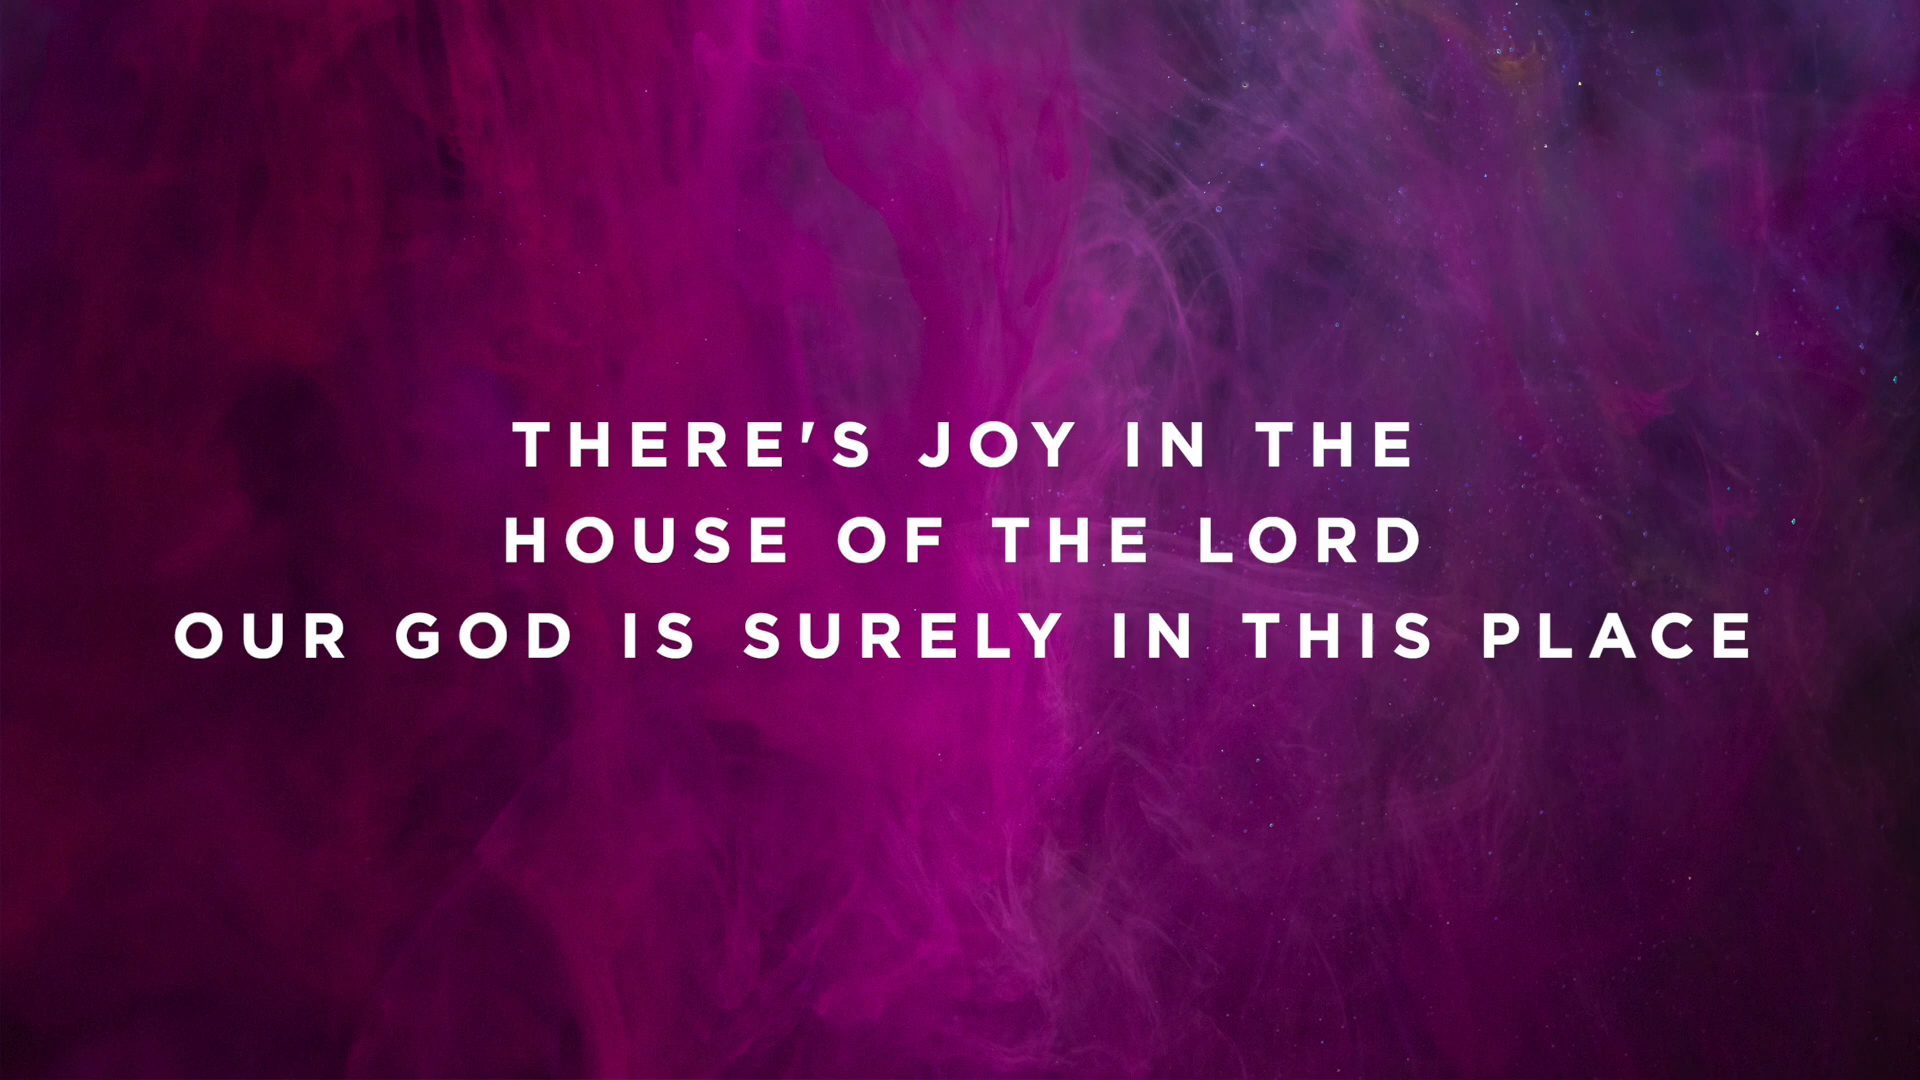 THERE'S JOY IN THE
HOUSE OF THE LORD
OUR GOD IS SURELY IN THIS PLACE